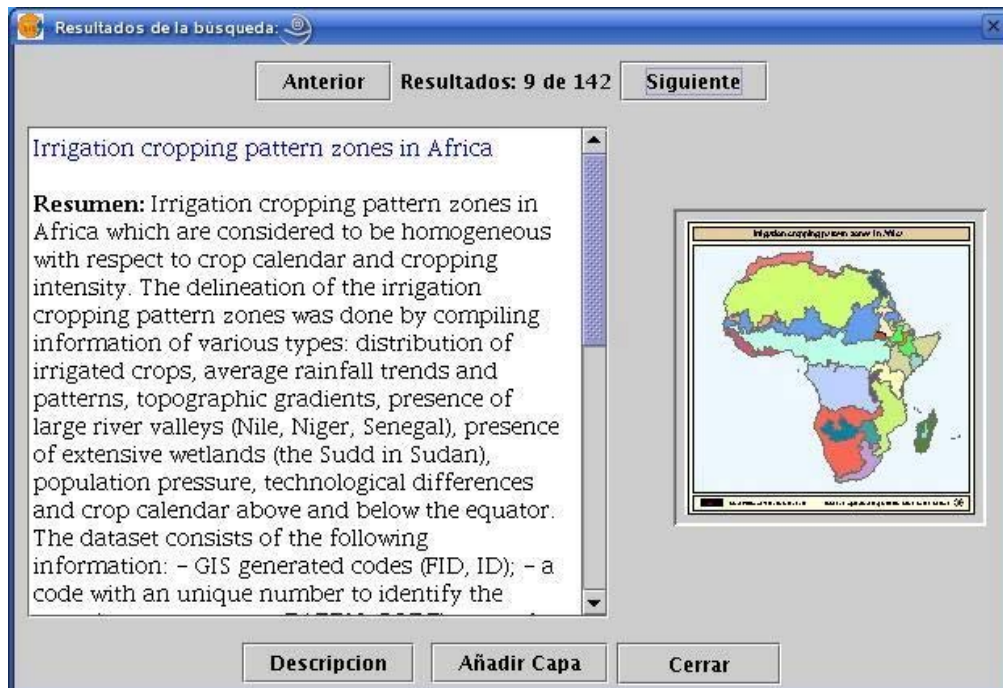 Resultados de la búsqueda:
Anterior
Resultados: 9 de 142
Siguiente
Irrigation cropping pattern zones in Africa
Resumen: Irrigation cropping pattern zones in
Africa which are considered to be homogeneous
with respect to crop calendar and cropping
intensity. The delineation of the irrigation
cropping pattern zones was done by compiling
information of various types: distribution of
irrigated crops, average rainfall trends and
patterns, topographic gradients, presence of
large river valleys (Nile, Niger, Senegal), presence
of extensive wetlands (the Sudd in Sudan),
population pressure, technological differences
and crop calendar above and below the equator.
The dataset consists of the following
information: – GIS generated codes (FID, ID); – a
code with an unique number to identify the
Irrigation cropping pattern zones in Africa
Descripcion
Añadir Capa
Cerrar